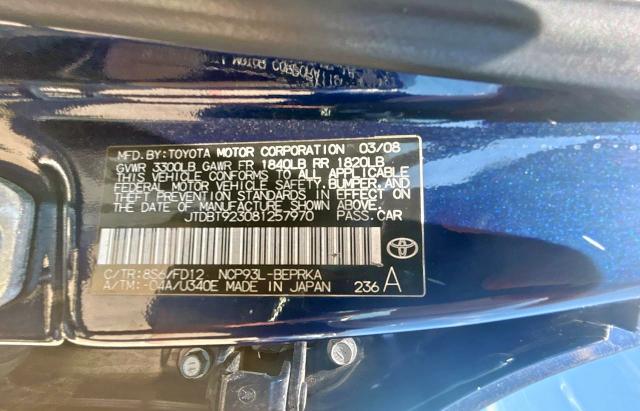 MFD.BY:TOYOTA MOTOR CORPORATION 03/08
GVWR 3300LB GAWR FR 1840LB RR 1820LB
THIS VEHICLE CONFORMS TO ALL APPLICABLE
FEDERAL MOTOR VEHICLE SAFETY, BUMPER, AND
THEFT PREVENTION STANDARDS IN EFFECT ON
THE DATE OF MANUFACTURE SHOWN ABOVE.
JTDBT923081257970 PASS.CAR
C/TR:8S6/FD12 NCP93L-BEPRKA
A/TM:-04A/U340E MADE IN JAPAN 236 A